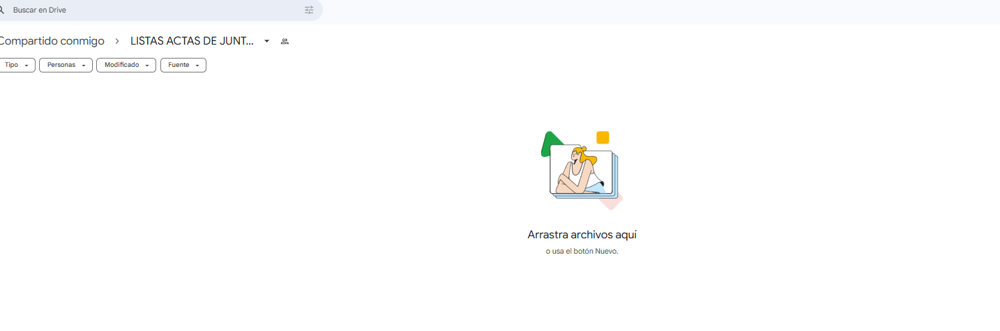 Buscar en Drive
Compartido conmigo > LISTAS ACTAS DE JUNT...
Tipo Personas Modificado Fuente
Arrastra archivos aquí
o usa el botón Nuevo.